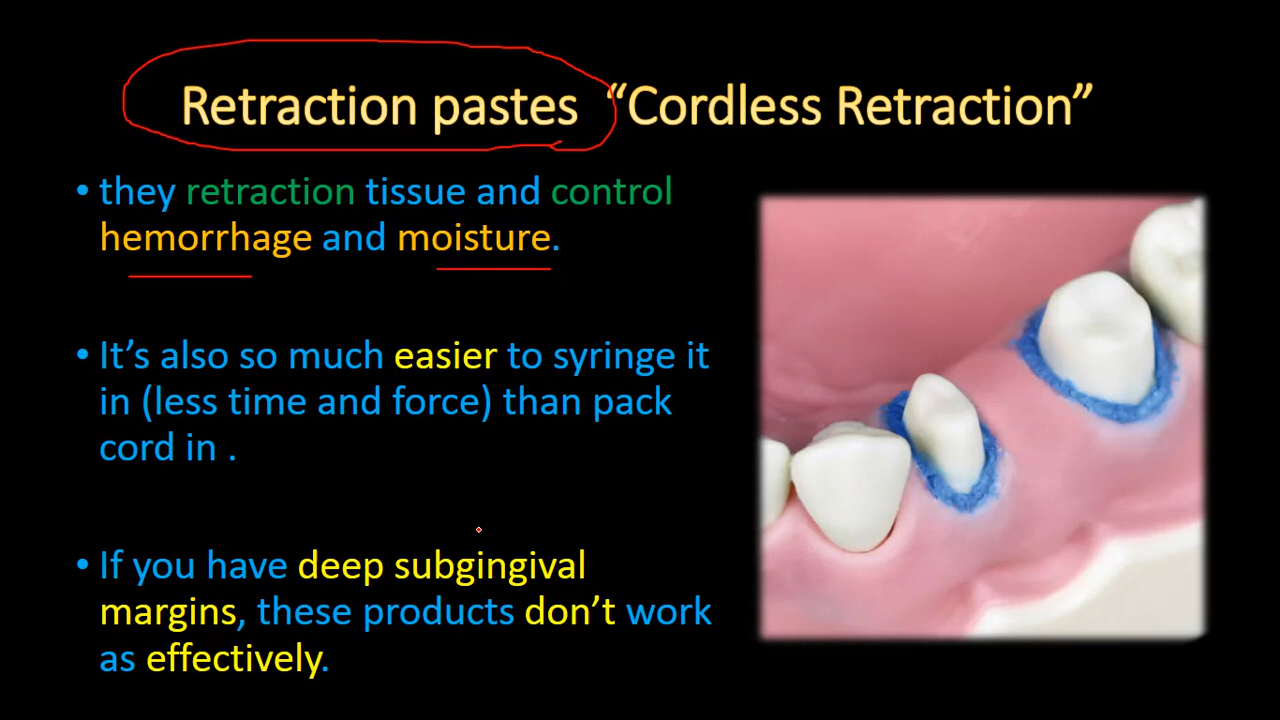 Retraction pastes “Cordless Retraction”
• they retraction tissue and control
hemorrhage and moisture.
• It’s also so much easier to syringe it
in (less time and force) than pack
cord in .
• If you have deep subgingival
margins, these products don’t work
as effectively.